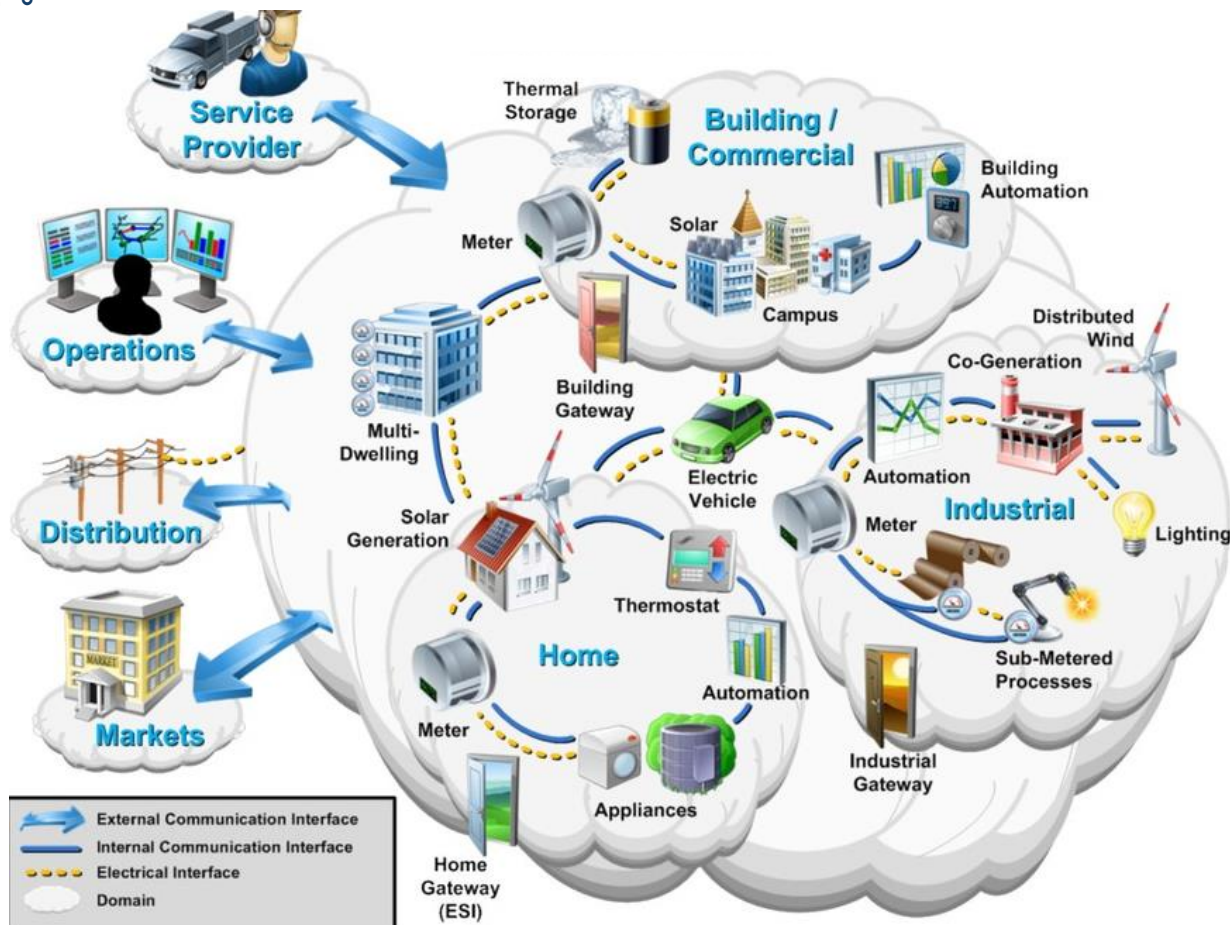 Service
Provider
Thermal
Storage
Building /
Commercial
Building
Automation
Meter
Solar
Campus
Operations
Building
Gateway
Multi-
Dwelling
Electric
Vehicle
Distributed
Wind
Co-Generation
Automation
Meter
Industrial
Lighting
Sub-Metered
Processes
Industrial
Gateway
Distribution
Solar
Generation
Thermostat
Home
Automation
Meter
Appliances
Home
Gateway
(ESI)
MARKET
Markets
External Communication Interface
Internal Communication Interface
Electrical Interface
Domain